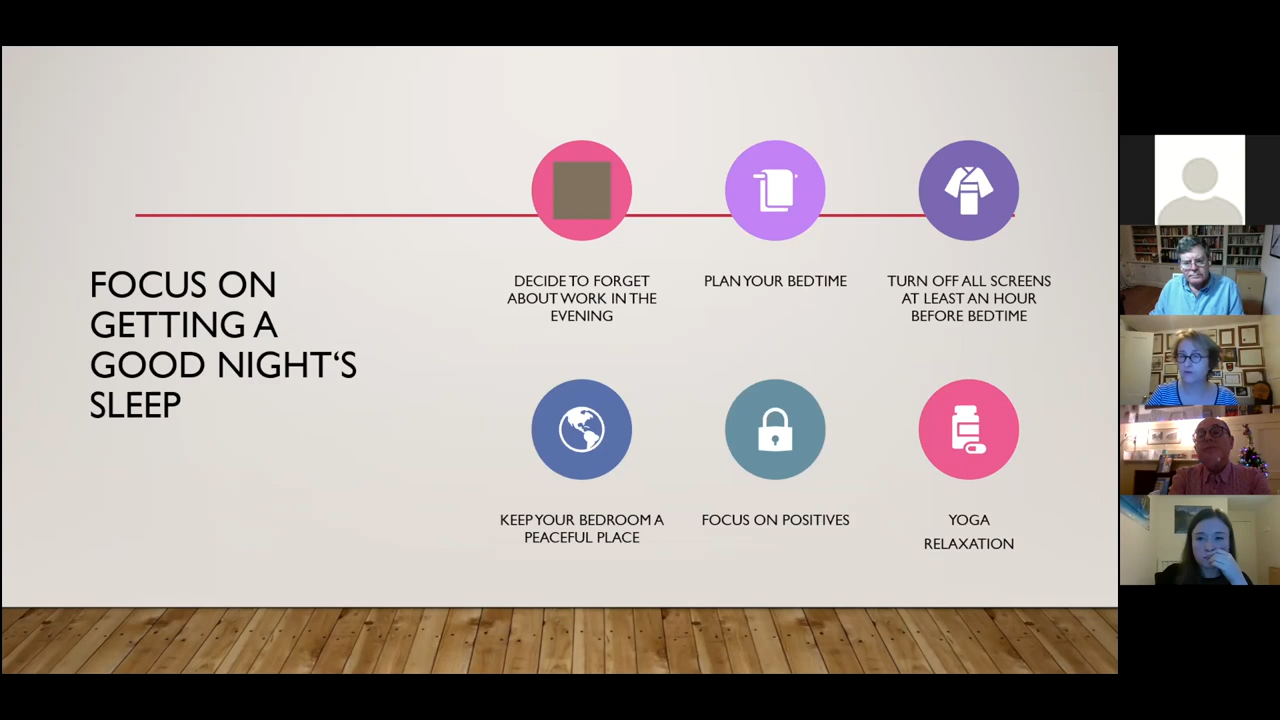 FOCUS ON
GETTING A
GOOD NIGHT‘S
SLEEP
DECIDE TO FORGET
ABOUT WORK IN THE
EVENING
PLAN YOUR BEDTIME
TURN OFF ALL SCREENS
AT LEAST AN HOUR
BEFORE BEDTIME
KEEP YOUR BEDROOM A
PEACEFUL PLACE
FOCUS ON POSITIVES
YOGA
RELAXATION